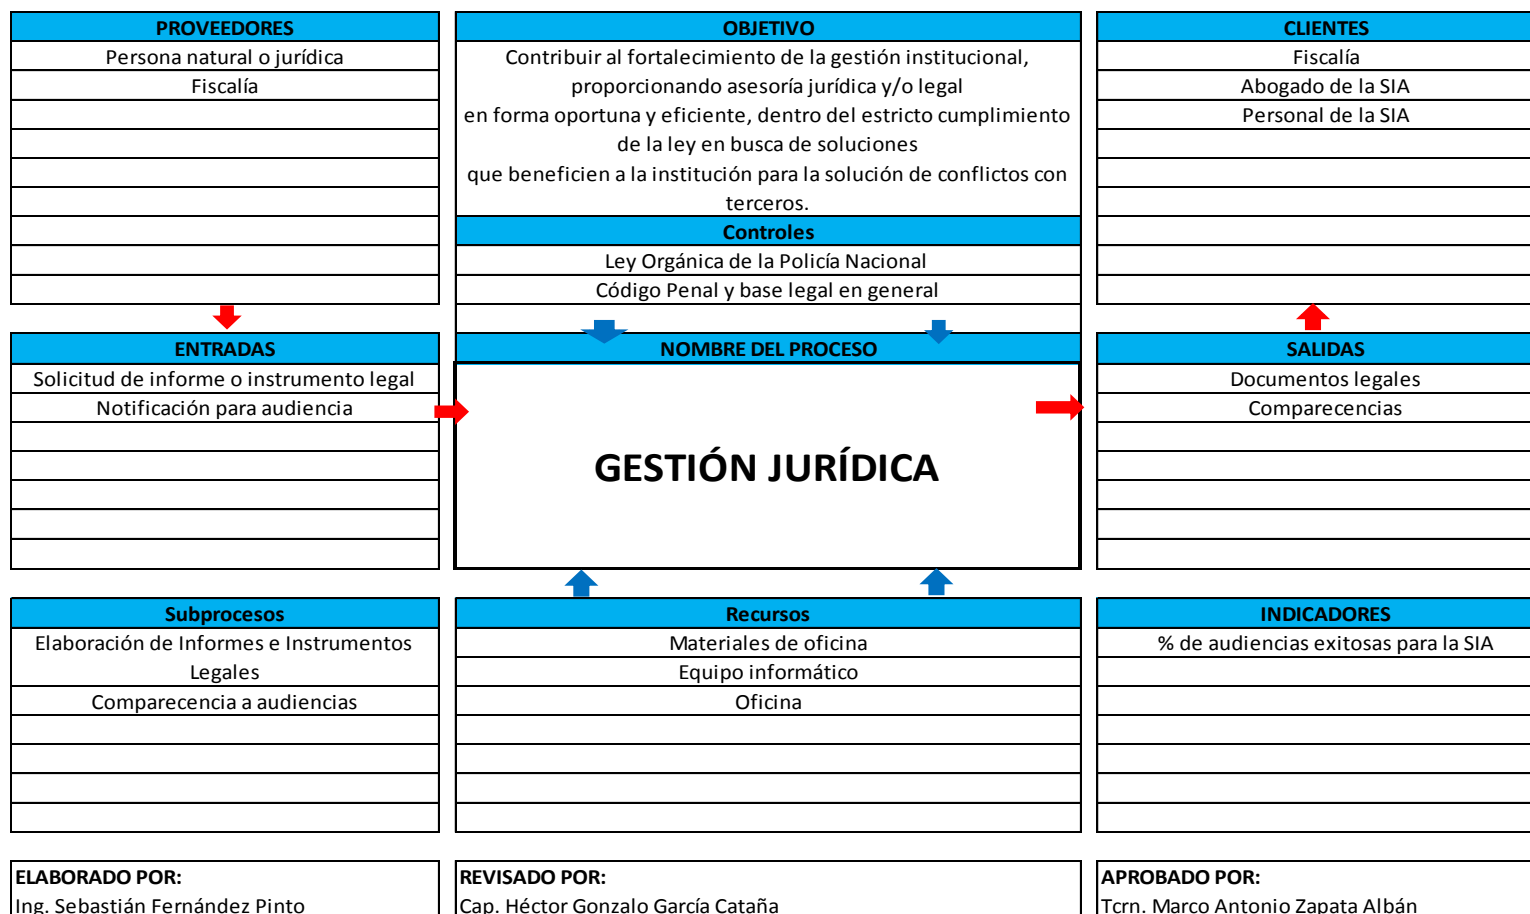 PROVEEDORES
Persona natural o jurídica
Fiscalía
OBJETIVO
Contribuir al fortalecimiento de la gestión institucional,
proporcionando asesoría jurídica y/o legal
en forma oportuna y eficiente, dentro del estricto cumplimiento
de la ley en busca de soluciones
que beneficien a la institución para la solución de conflictos con
terceros.
Controles
Ley Orgánica de la Policía Nacional
Código Penal y base legal en general
CLIENTES
Fiscalía
Abogado de la SIA
Personal de la SIA
ENTRADAS
Solicitud de informe o instrumento legal
Notificación para audiencia
NOMBRE DEL PROCESO
GESTIÓN JURÍDICA
SALIDAS
Documentos legales
Comparecencias
Subprocesos
Elaboración de Informes e Instrumentos
Legales
Comparecencia a audiencias
Recursos
Materiales de oficina
Equipo informático
Oficina
INDICADORES
% de audiencias exitosas para la SIA
ELABORADO POR:
Ing. Sebastián Fernández Pinto
REVISADO POR:
Cap. Héctor Gonzalo García Cataña
APROBADO POR:
Tcrn. Marco Antonio Zapata Albán